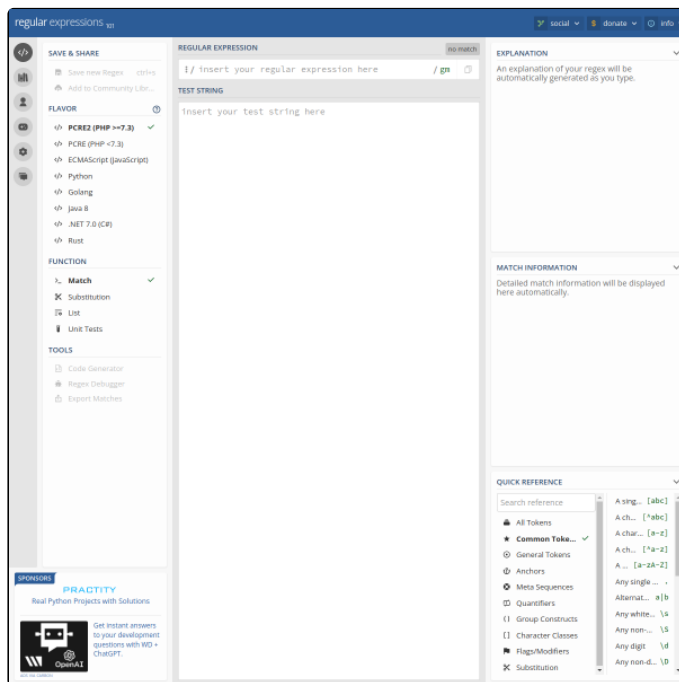 regular expressions 101
social
donate
info
SAVE & SHARE
Save new Regex ctrl+s
Add to Community Libr...
FLAVOR
</> PCRE2 (PHP >=7.3)
</> PCRE (PHP <7.3)
</> ECMAScript (JavaScript)
</> Python
</> Golang
</> Java 8
</> .NET 7.0 (C#)
</> Rust
FUNCTION
Match
Substitution
List
Unit Tests
TOOLS
Code Generator
Regex Debugger
Export Matches
SPONSORS
PRACTITY
Real Python Projects with Solutions
Get instant answers
to your development
questions with WD +
ChatGPT.
OpenAI
REGULAR EXPRESSION
no match
/ insert your regular expression here / gm
TEST STRING
insert your test string here
EXPLANATION
An explanation of your regex will be
automatically generated as you type.
MATCH INFORMATION
Detailed match information will be displayed
here automatically.
QUICK REFERENCE
Search reference
All Tokens
Common Toke...
General Tokens
Anchors
Meta Sequences
Quantifiers
Group Constructs
Character Classes
Flags/Modifiers
Substitution
A sing... [abc]
A ch... [^abc]
A char... [a-z]
A ch... [^a-z]
A ... [a-zA-Z]
Any single ... .
Alternat... a|b
Any white... \s
Any non-... \S
Any digit \d
Any non-d... \D